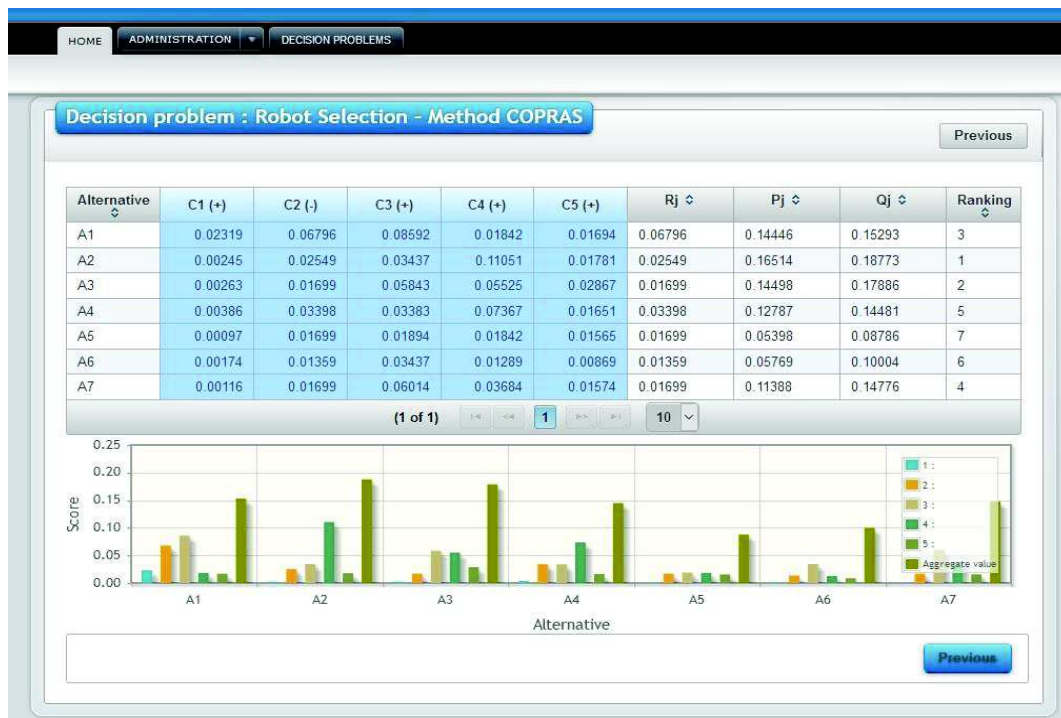 HOME ADMINISTRATION DECISION PROBLEMS
Decision problem : Robot Selection - Method COPRAS
Previous
Alternative C1 (+) C2 (-) C3 (+) C4 (+) C5 (+) Rj Pj Qj Ranking
A1 0.02319 0.06796 0.08592 0.01842 0.01694 0.06796 0.14446 0.15293 3
A2 0.00245 0.02549 0.03437 0.11051 0.01781 0.02549 0.16514 0.18773 1
A3 0.00263 0.01699 0.05843 0.05525 0.02867 0.01699 0.14498 0.17886 2
A4 0.00386 0.03398 0.03383 0.07367 0.01651 0.03398 0.12787 0.14481 5
A5 0.00097 0.01699 0.01894 0.01842 0.01565 0.01699 0.05398 0.08786 7
A6 0.00174 0.01359 0.03437 0.01289 0.00869 0.01359 0.05769 0.10004 6
A7 0.00116 0.01699 0.06014 0.03684 0.01574 0.01699 0.11388 0.14776 4
(1 of 1) 1 10
0.25
0.20
0.15
0.10
0.05
0.00
Score
1 :
2 :
3 :
4 :
5 :
Aggregate value
A1 A2 A3 A4 A5 A6 A7
Alternative
Previous